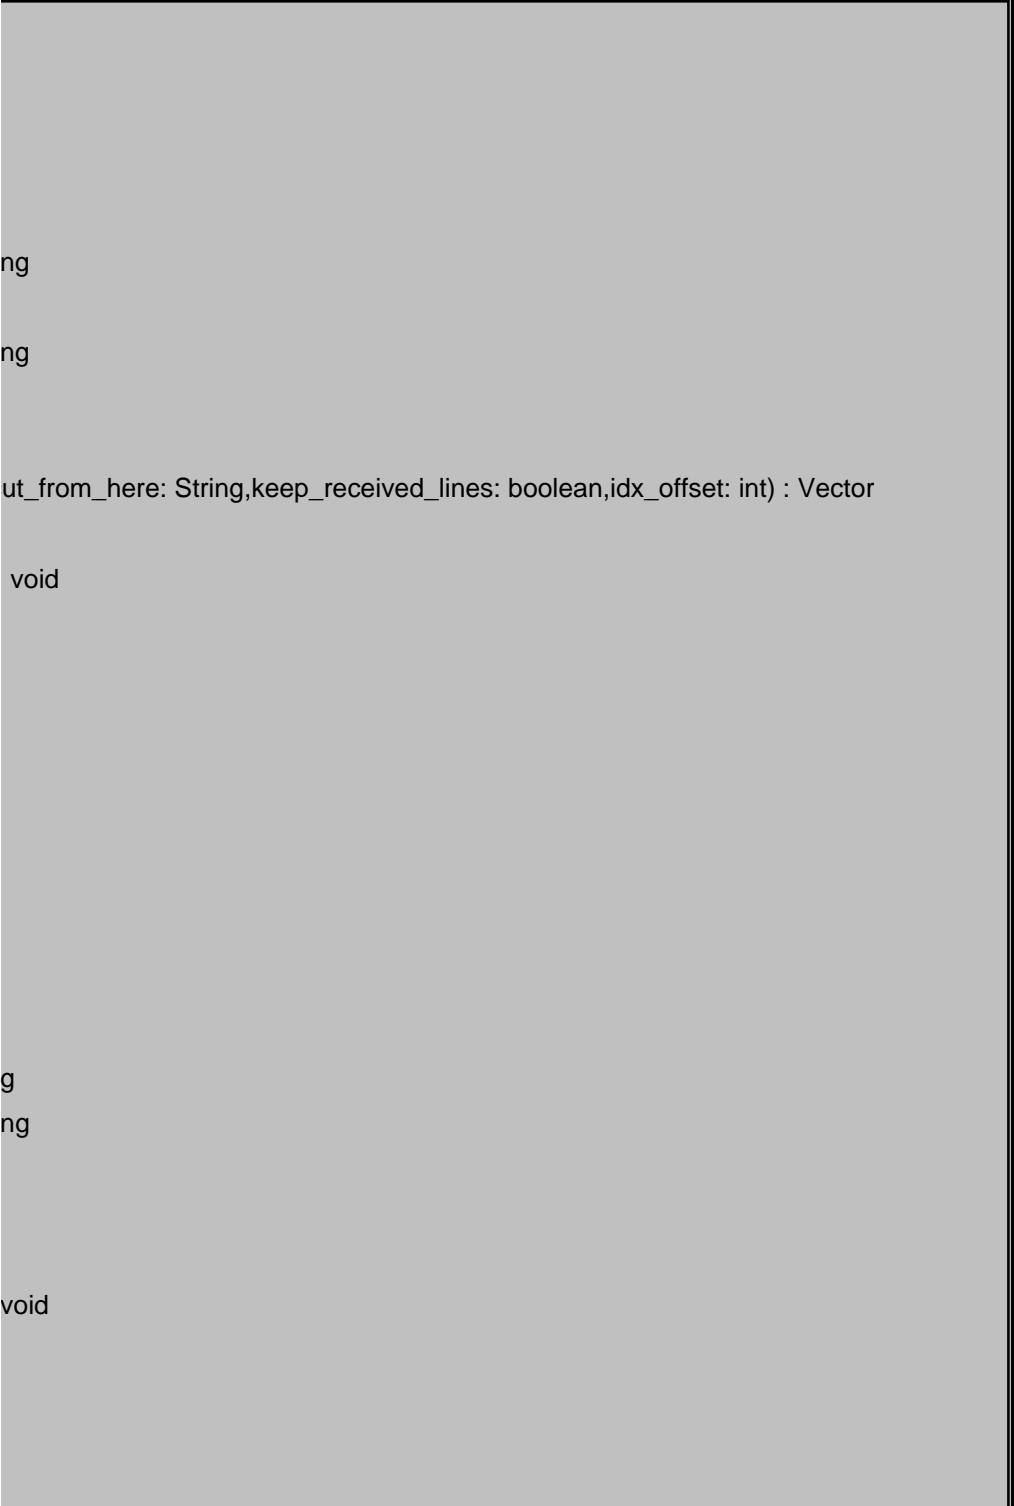 ng
ng
ut_from_here: String,keep_received_lines: boolean,idx_offset: int) : Vector
void
g
ng
void